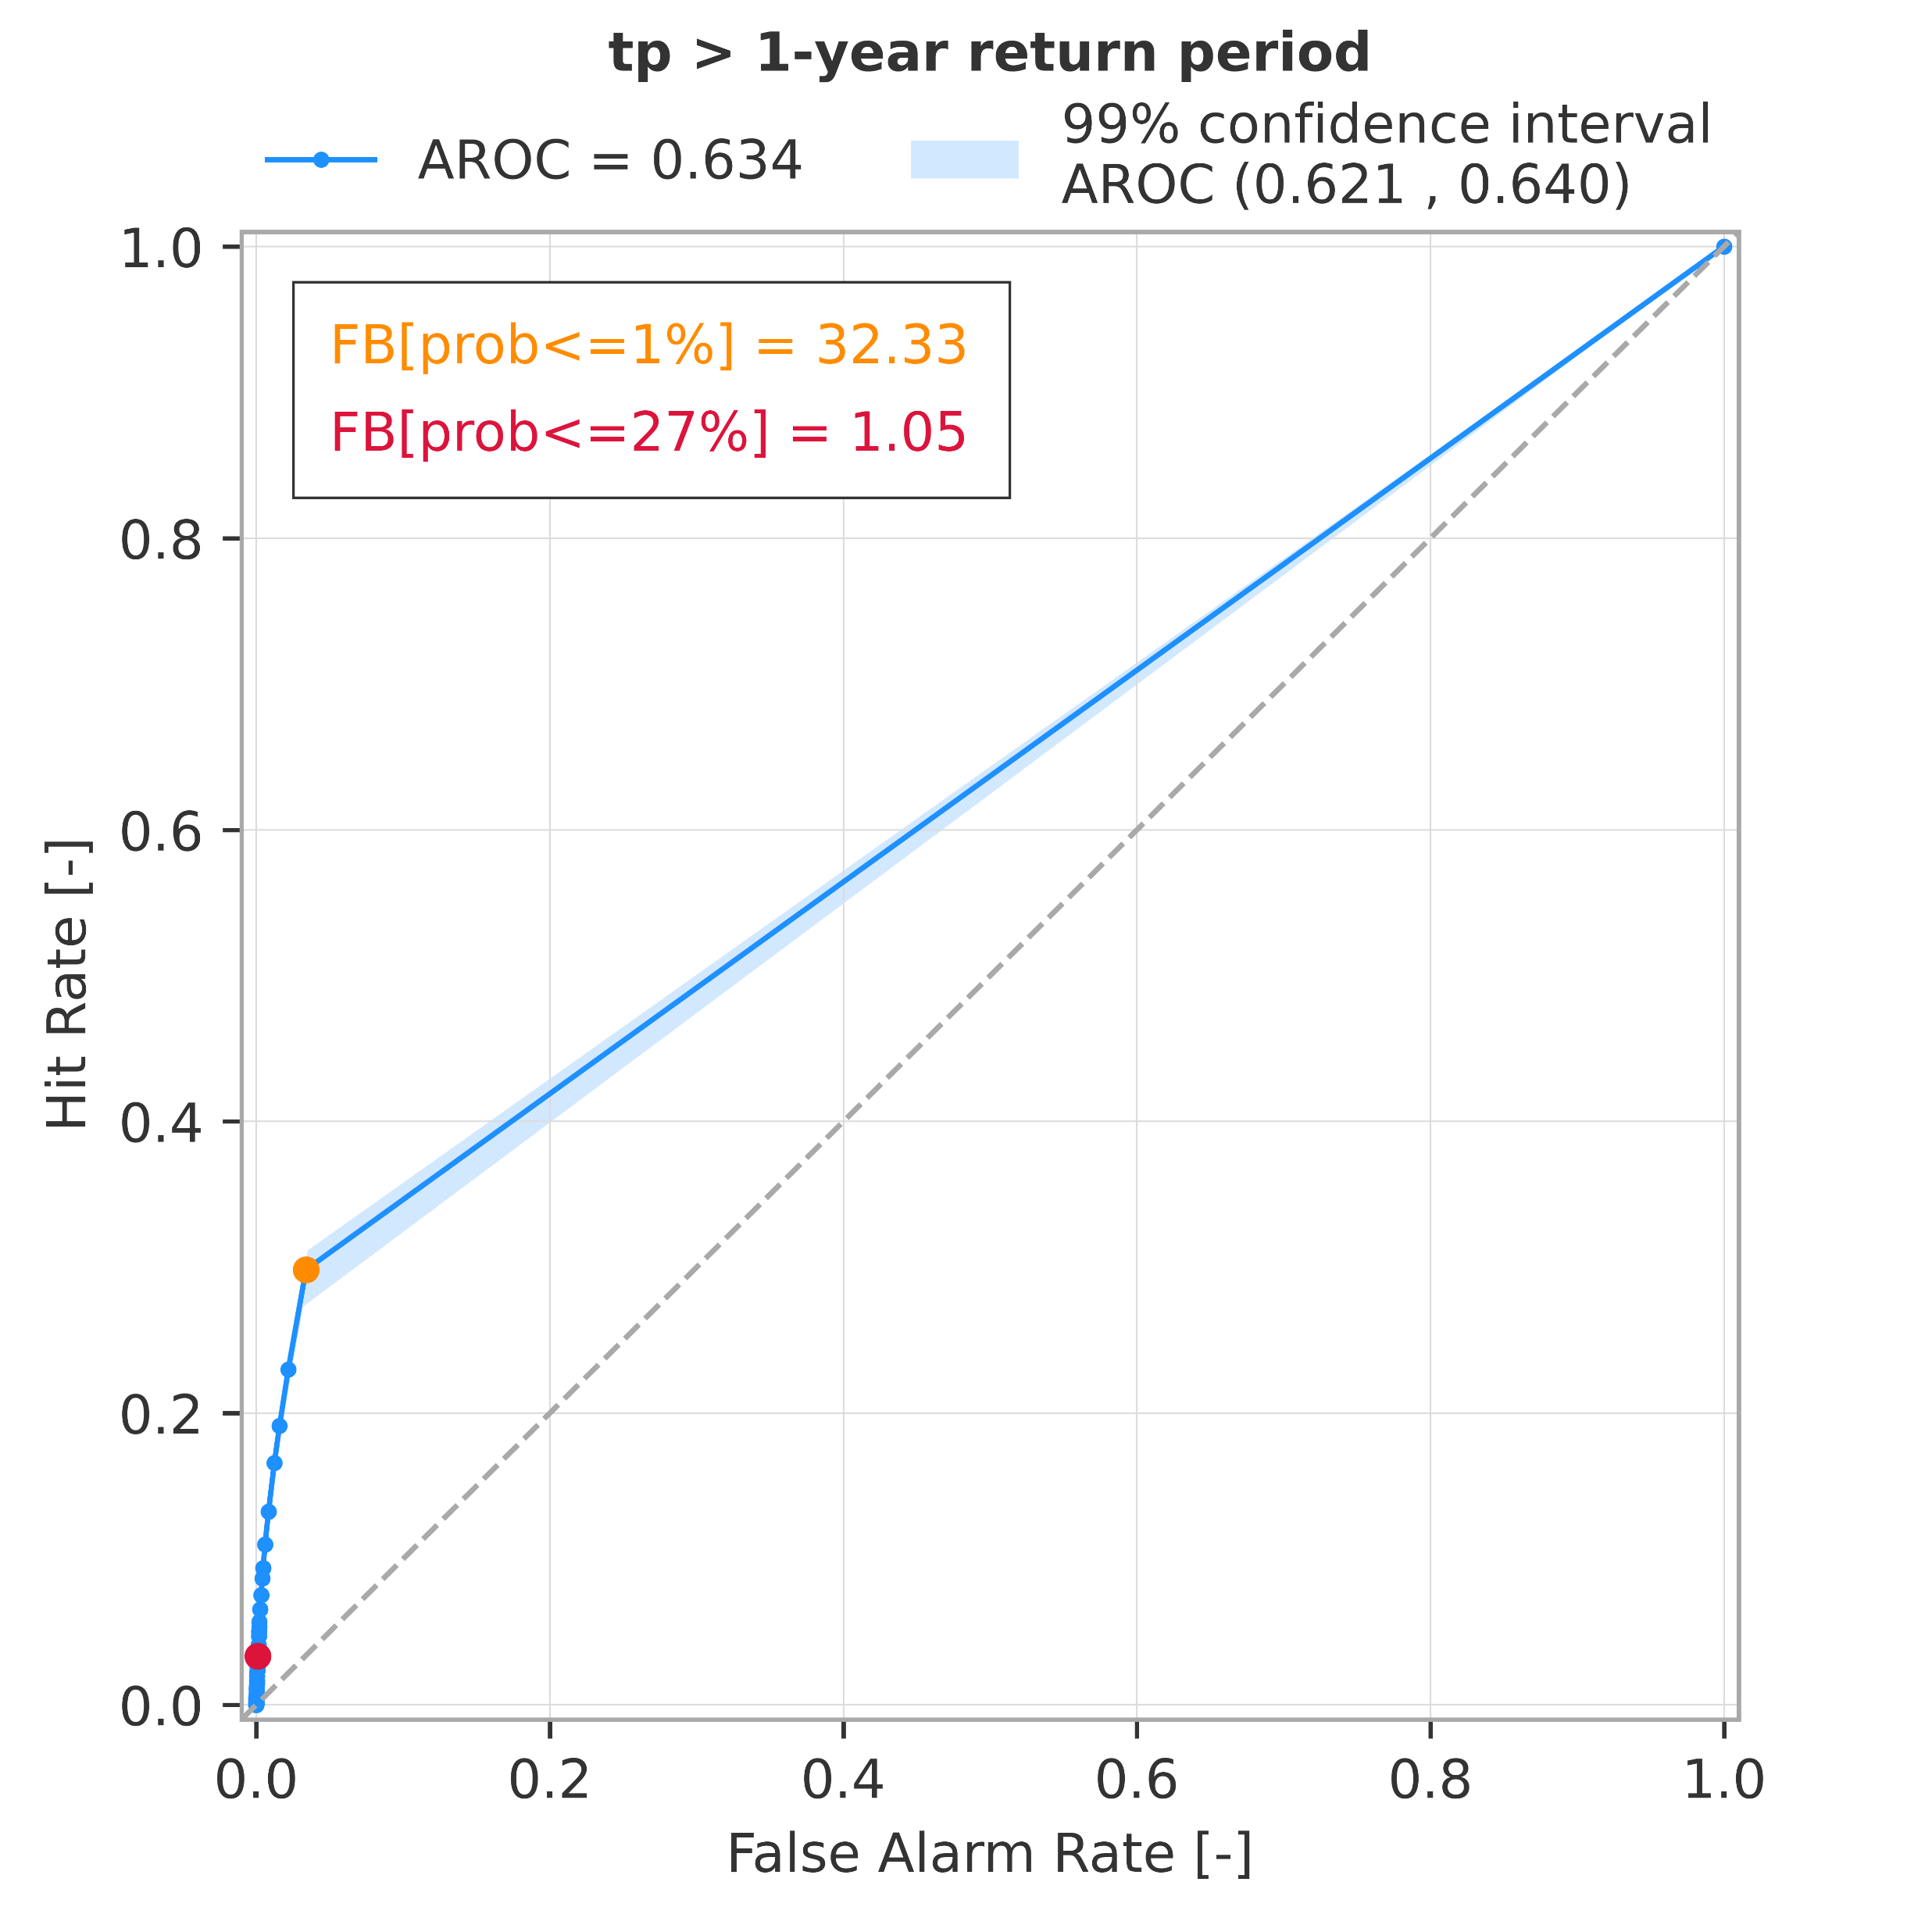 tp > 1-year return period
AROC = 0.634
99% confidence interval
AROC (0.621 , 0.640)
FB[prob<=1%] = 32.33
FB[prob<=27%] = 1.05
Hit Rate [-]
1.0
0.8
0.6
0.4
0.2
0.0
0.0 0.2 0.4 0.6 0.8 1.0
False Alarm Rate [-]